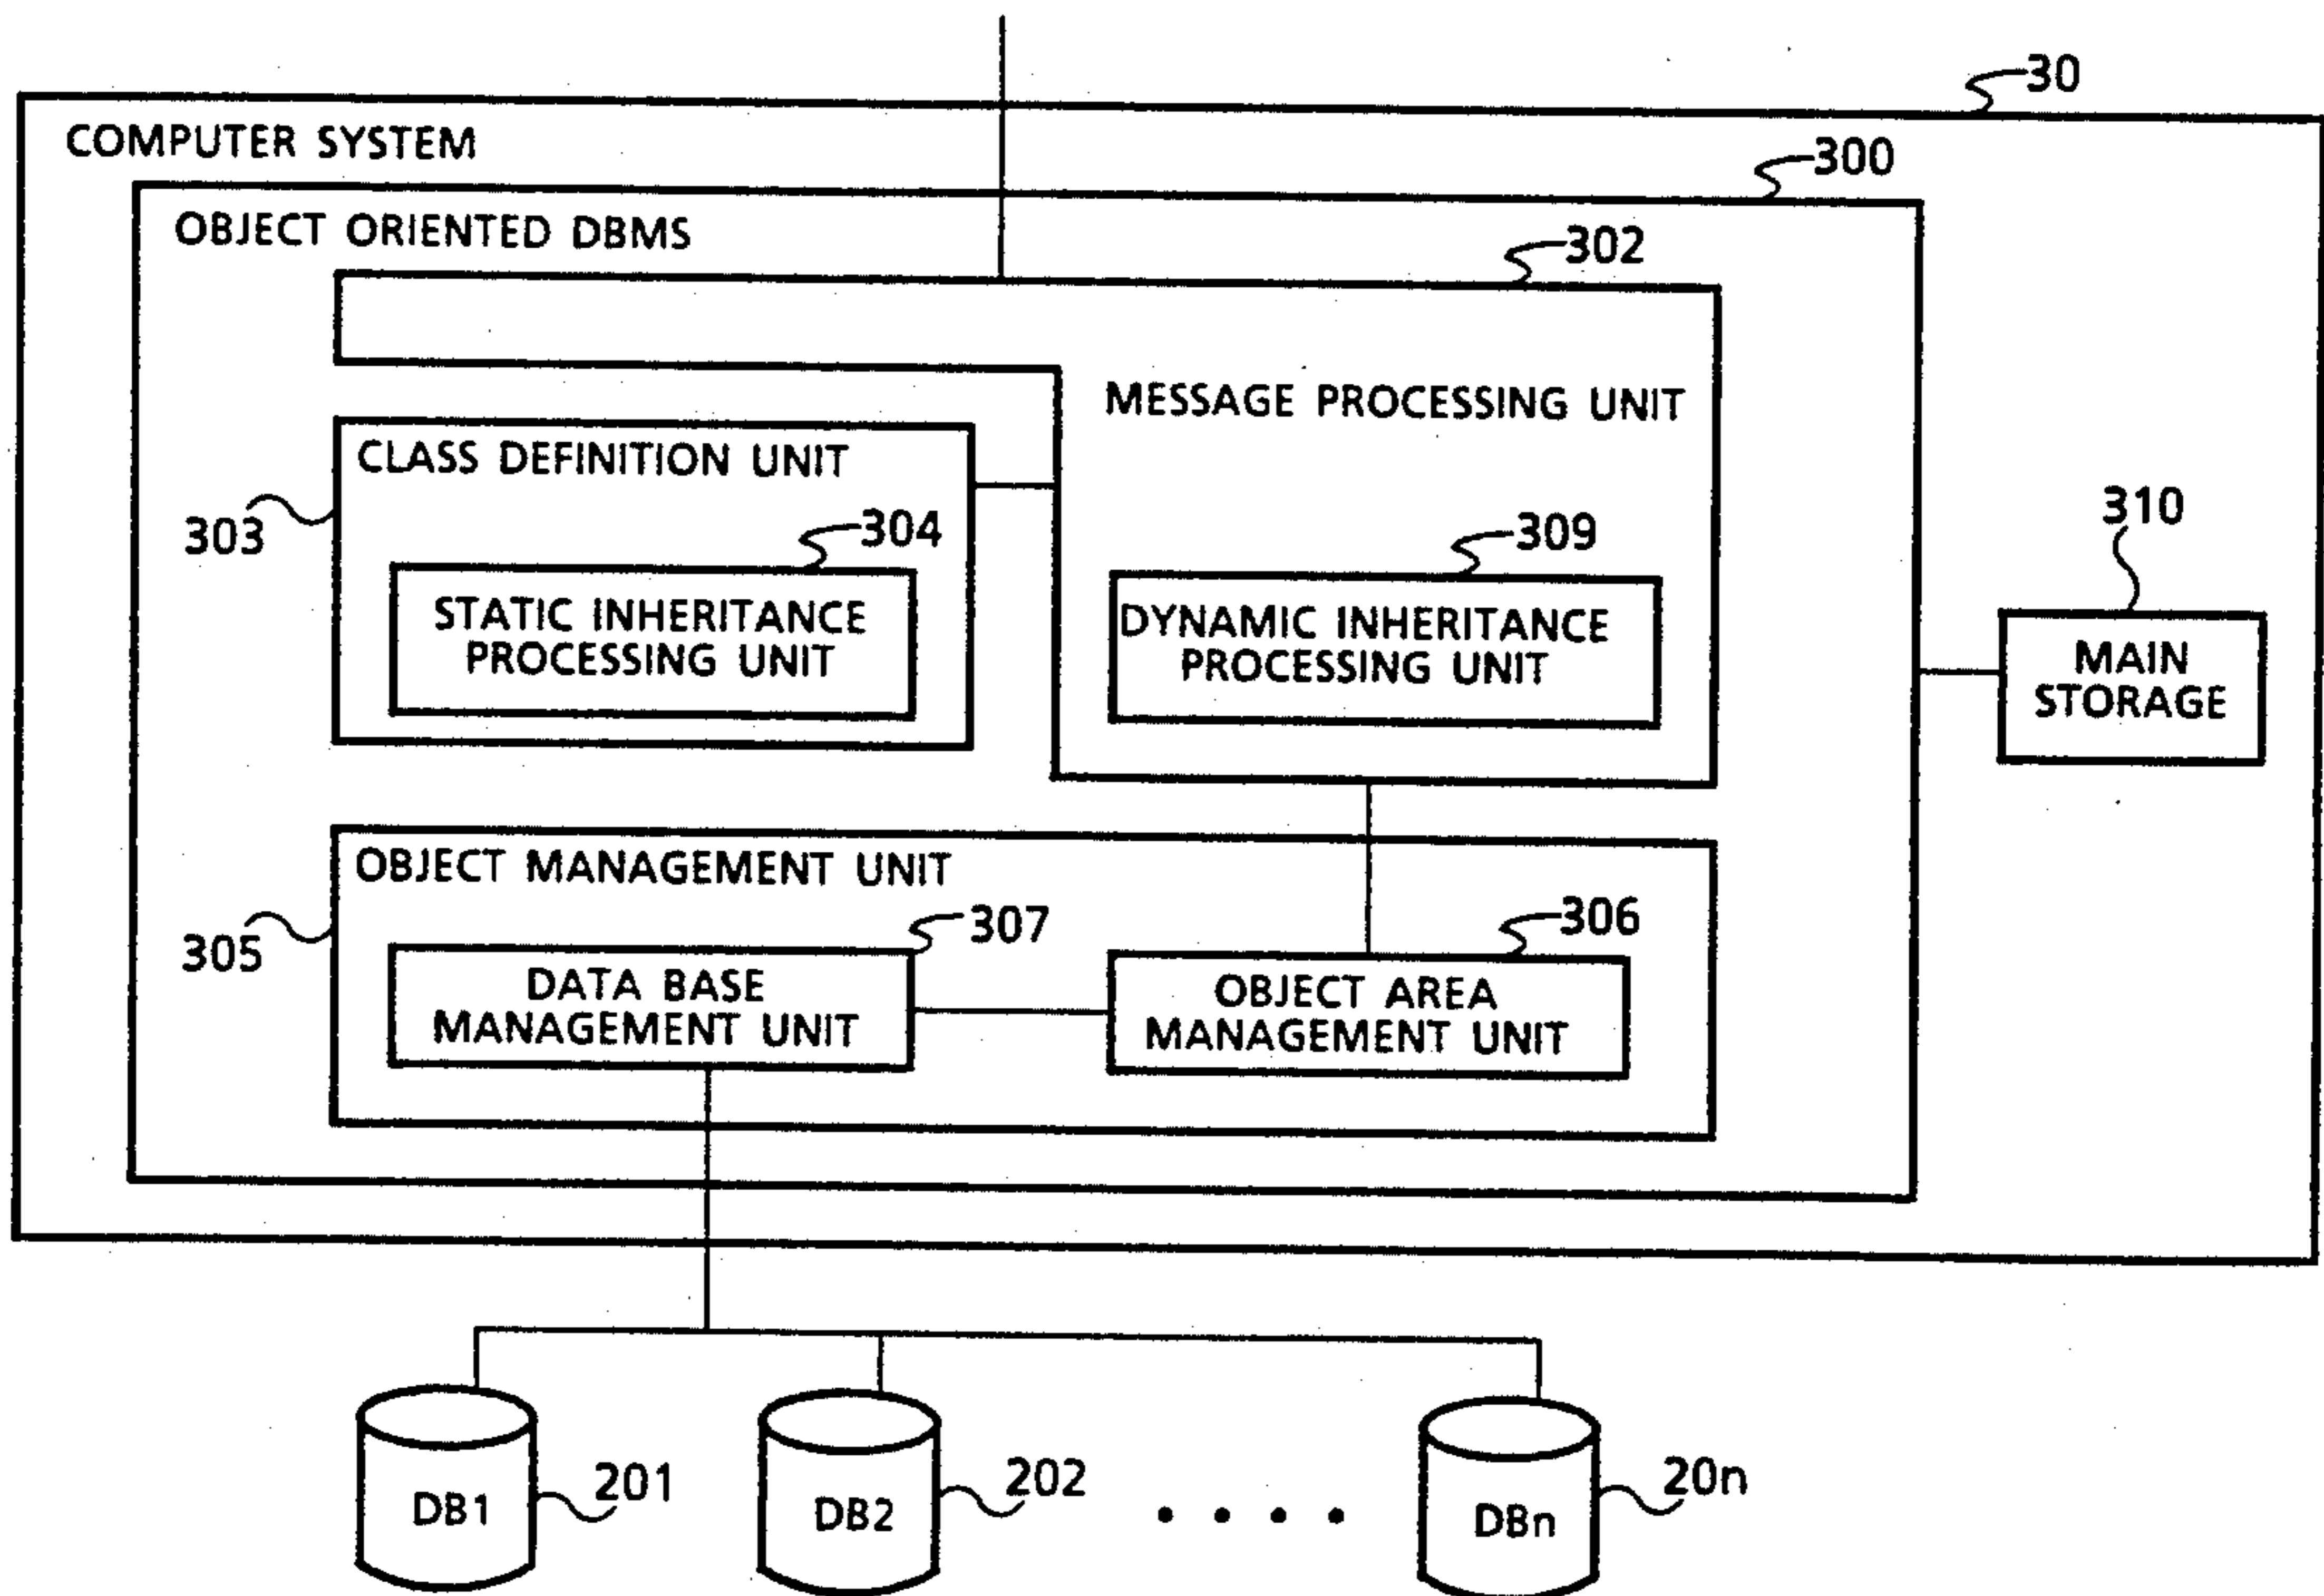 30
COMPUTER SYSTEM
300
OBJECT ORIENTED DBMS
302
MESSAGE PROCESSING UNIT
CLASS DEFINITION UNIT
303
304
309
310
STATIC INHERITANCE
PROCESSING UNIT
DYNAMIC INHERITANCE
PROCESSING UNIT
MAIN
STORAGE
OBJECT MANAGEMENT UNIT
305
307
306
DATA BASE
MANAGEMENT UNIT
OBJECT AREA
MANAGEMENT UNIT
DB1
201
DB2
202
. . . .
DBn
20n